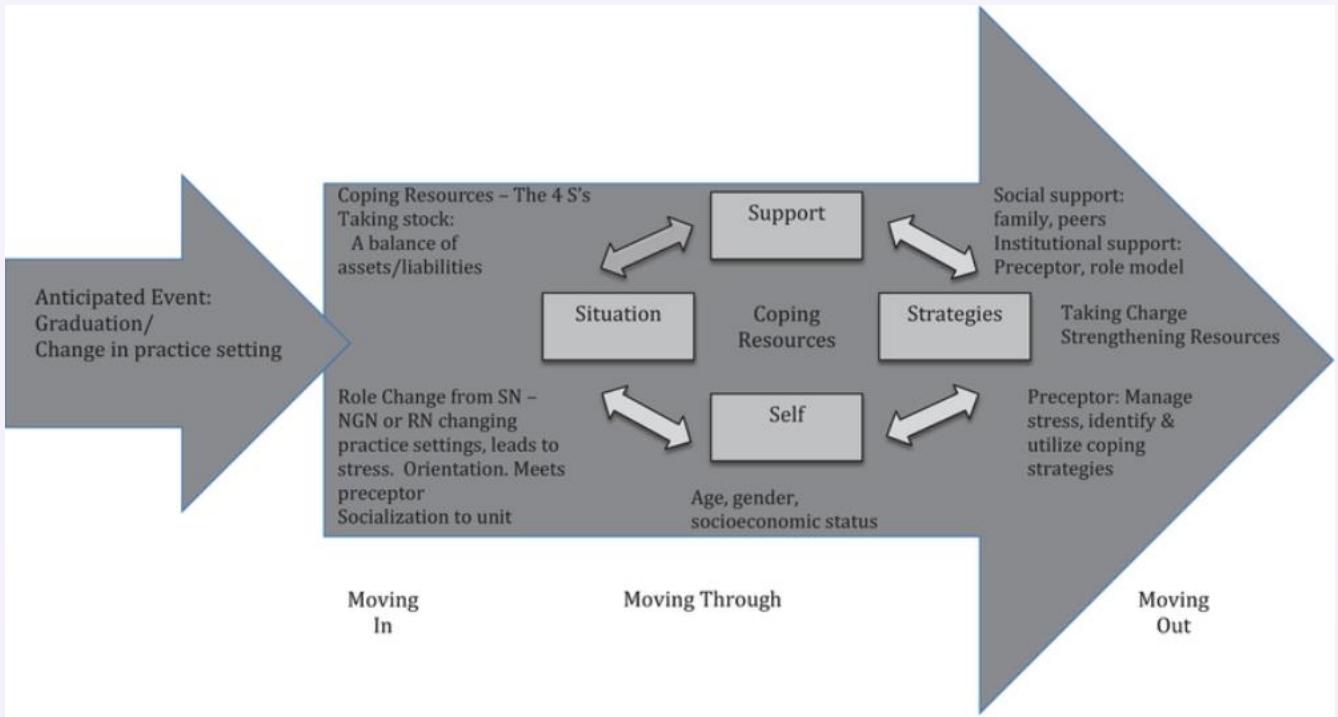 Anticipated Event:
Graduation/
Change in practice setting
Coping Resources – The 4 S's
Taking stock:
A balance of
assets/liabilities
Support
Social support:
family, peers
Institutional support:
Preceptor, role model
Situation
Coping
Resources
Strategies
Taking Charge
Strengthening Resources
Role Change from SN –
NGN or RN changing
practice settings, leads to
stress. Orientation. Meets
preceptor
Socialization to unit
Self
Age, gender,
socioeconomic status
Preceptor: Manage
stress, identify &
utilize coping
strategies
Moving
In
Moving Through
Moving
Out